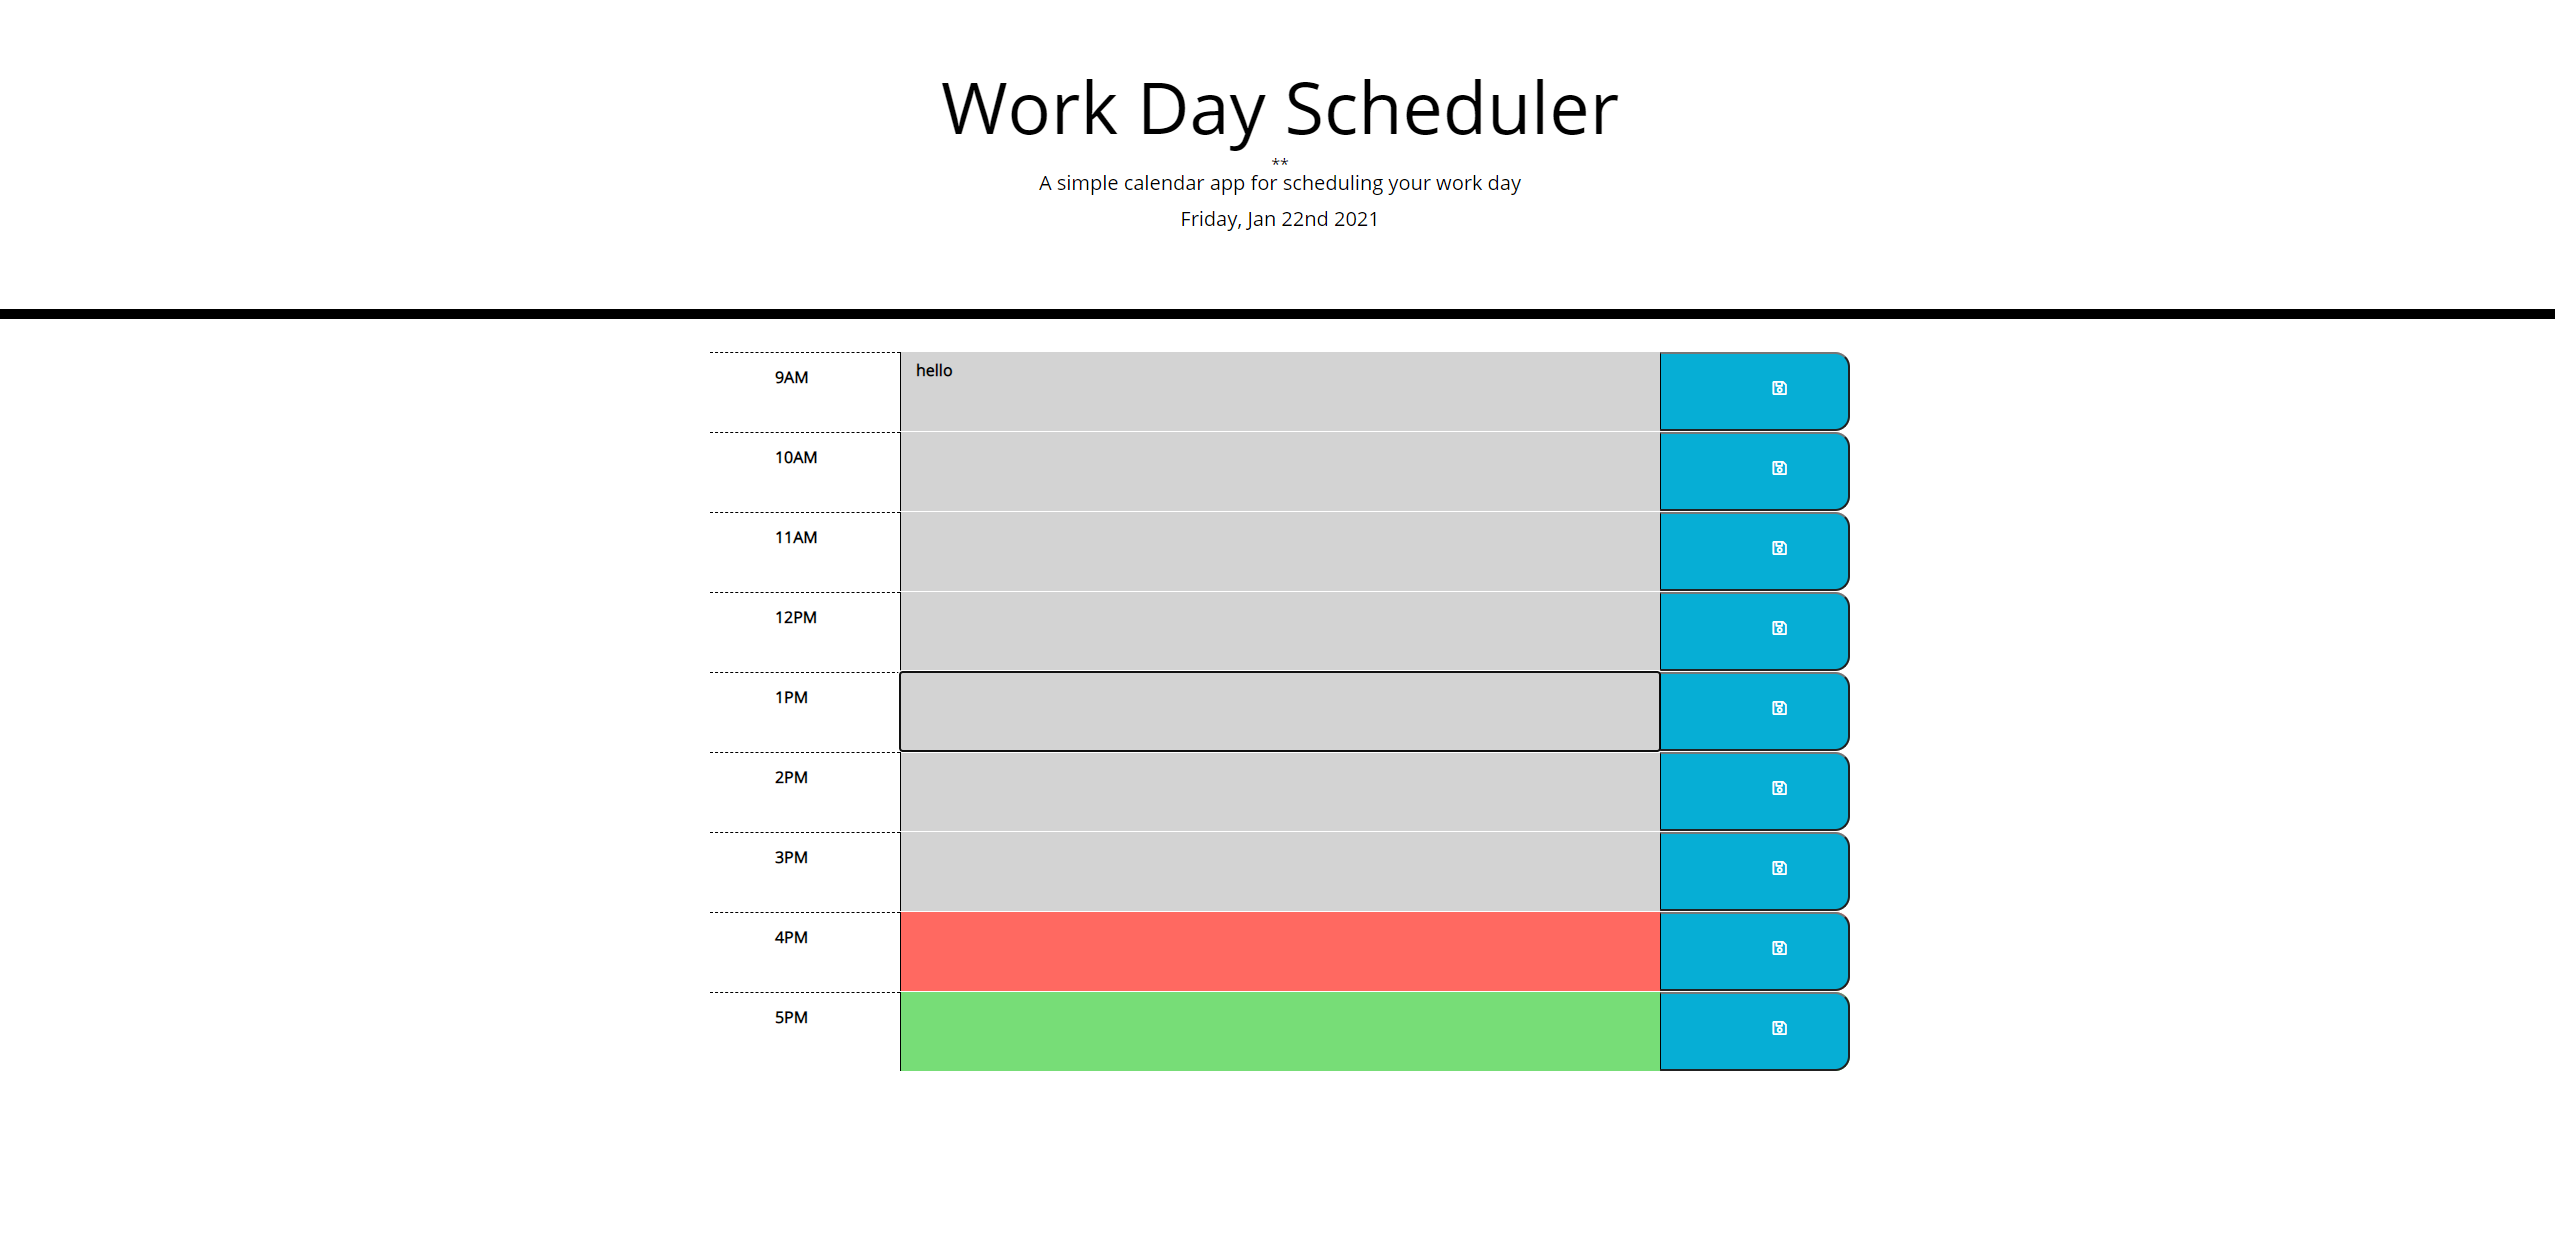 Work Day Scheduler
**
A simple calendar app for scheduling your work day
Friday, Jan 22nd 2021
9AM
hello
10AM
11AM
12PM
1PM
2PM
3PM
4PM
5PM